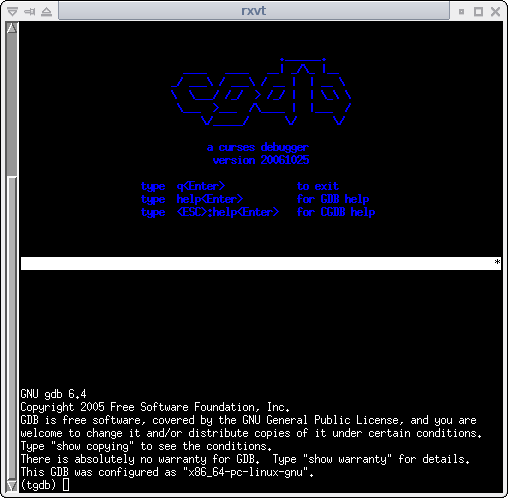 rxvt
cgdb
a curses debugger
version 20061025
type q<Enter> to exit
type help<Enter> for GDB help
type <ESC>:help<Enter> for CGDB help
*
GNU gdb 6.4
Copyright 2005 Free Software Foundation, Inc.
GDB is free software, covered by the GNU General Public License, and you are
welcome to change it and/or distribute copies of it under certain conditions.
Type "show copying" to see the conditions.
There is absolutely no warranty for GDB.  Type "show warranty" for details.
This GDB was configured as "x86_64-pc-linux-gnu".
(tgdb)